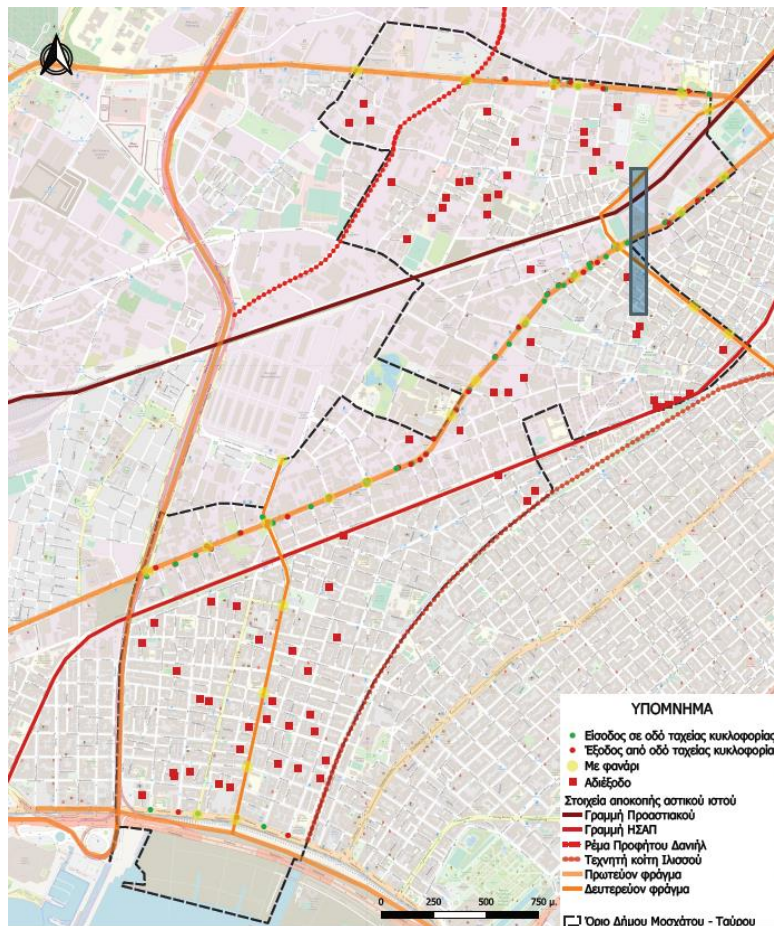 ΥΠΟΜΝΗΜΑ
Είσοδος σε οδό ταχείας κυκλοφορίας
Έξοδος από οδό ταχείας κυκλοφορία
Με φανάρι
Αδιέξοδο
Στοιχεία αποκοπής αστικού ιστού
Γραμμή Προαστιακού
Γραμμή ΗΣΑΠ
Ρέμα Προφήτου Δανιήλ
Τεχνητή κοίτη Ιλισσού
Πρωτεύον φράγμα
Δευτερεύον φράγμα
Όριο Δήμου Μοσχάτου - Ταύρου
0 250 500 750 μ.